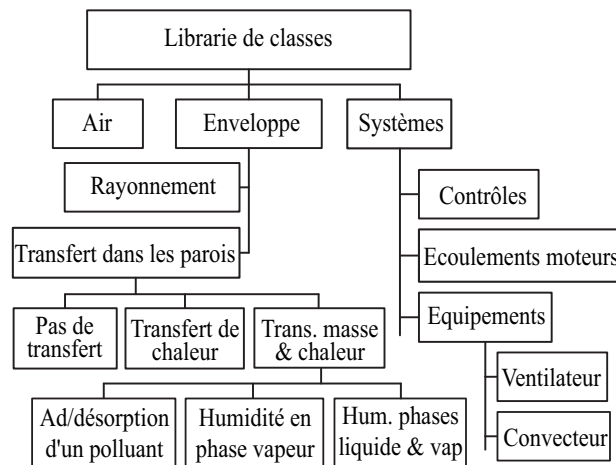 Librarie de classes
Air
Enveloppe
Systèmes
Rayonnement
Contrôles
Transfert dans les parois
Ecoulements moteurs
Pas de
transfert
Transfert de
chaleur
Trans. masse
& chaleur
Equipements
Ventilateur
Ad/désorption
d'un polluant
Humidité en
phase vapeur
Hum. phases
liquide & vap
Convecteur